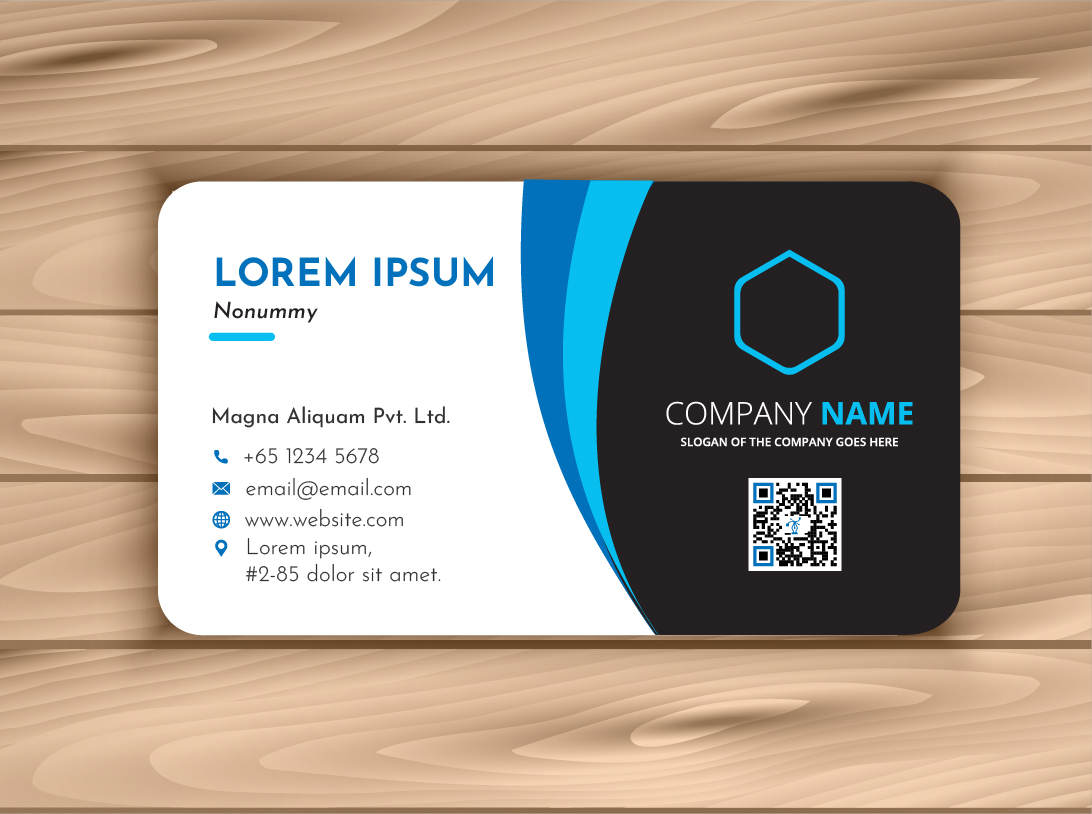 LOREM IPSUM
Nonummy
Magna Aliquam Pvt. Ltd.
+65 1234 5678
email@email.com
www.website.com
Lorem ipsum,
#2-85 dolor sit amet.
COMPANY NAME
SLOGAN OF THE COMPANY GOES HERE